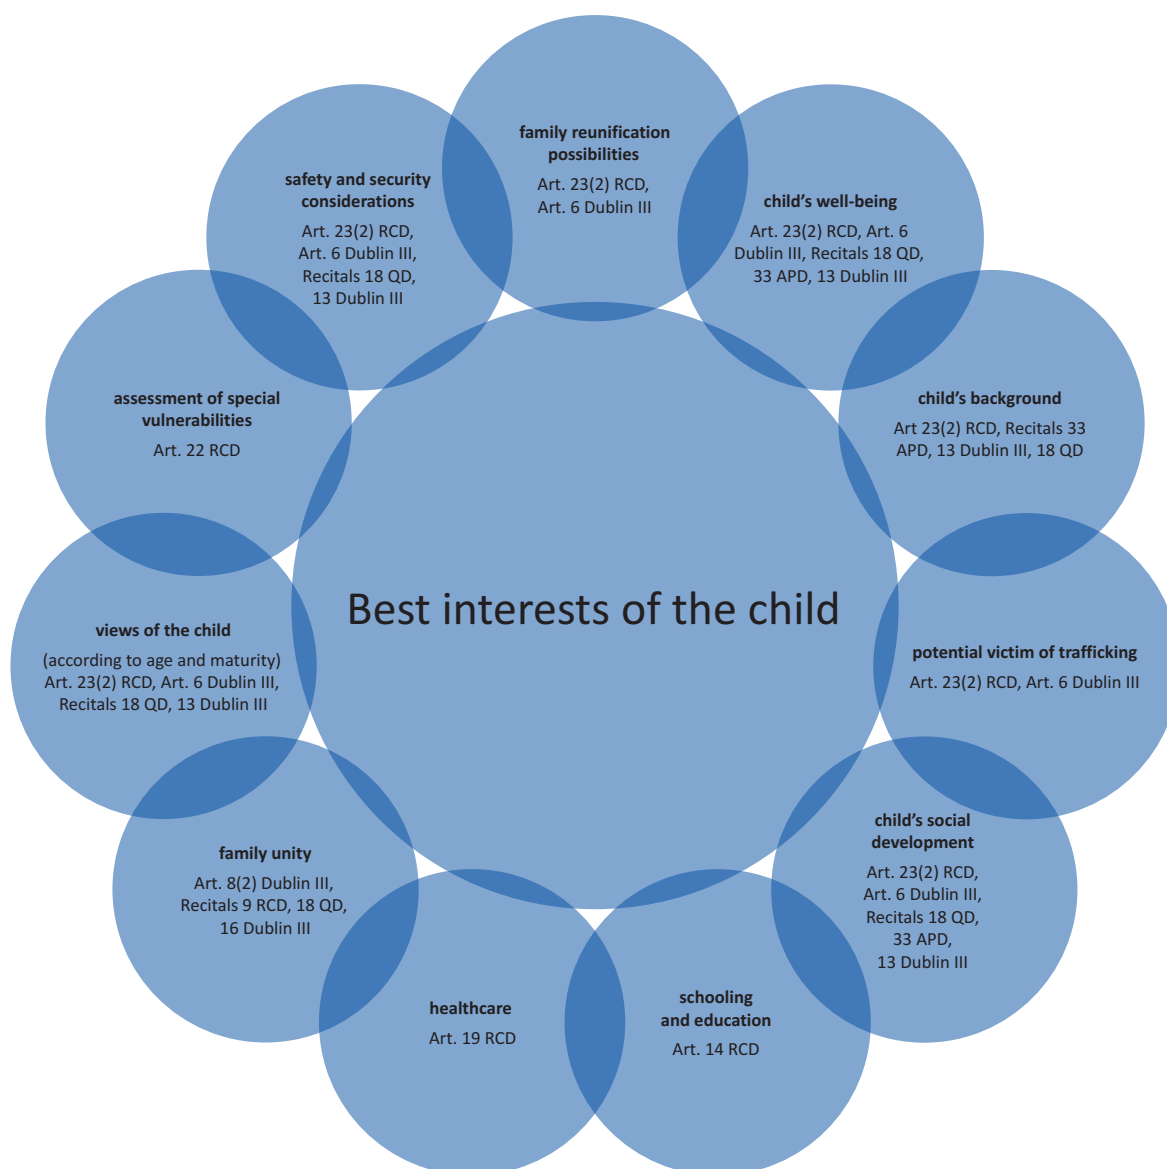 family reunification
possibilities
Art. 23(2) RCD,
Art. 6 Dublin III
child’s well-being
Art. 23(2) RCD, Art. 6
Dublin III, Recitals 18 QD,
33 APD, 13 Dublin III
child’s background
Art 23(2) RCD, Recitals 33
APD, 13 Dublin III, 18 QD
potential victim of trafficking
Art. 23(2) RCD, Art. 6 Dublin III
child’s social
development
Art. 23(2) RCD,
Art. 6 Dublin III,
Recitals 18 QD,
33 APD,
13 Dublin III
schooling
and education
Art. 14 RCD
healthcare
Art. 19 RCD
family unity
Art. 8(2) Dublin III,
Recitals 9 RCD, 18 QD,
16 Dublin III
views of the child
(according to age and maturity)
Art. 23(2) RCD, Art. 6 Dublin III,
Recitals 18 QD, 13 Dublin III
assessment of special
vulnerabilities
Art. 22 RCD
safety and security
considerations
Art. 23(2) RCD,
Art. 6 Dublin III,
Recitals 18 QD,
13 Dublin III
Best interests of the child